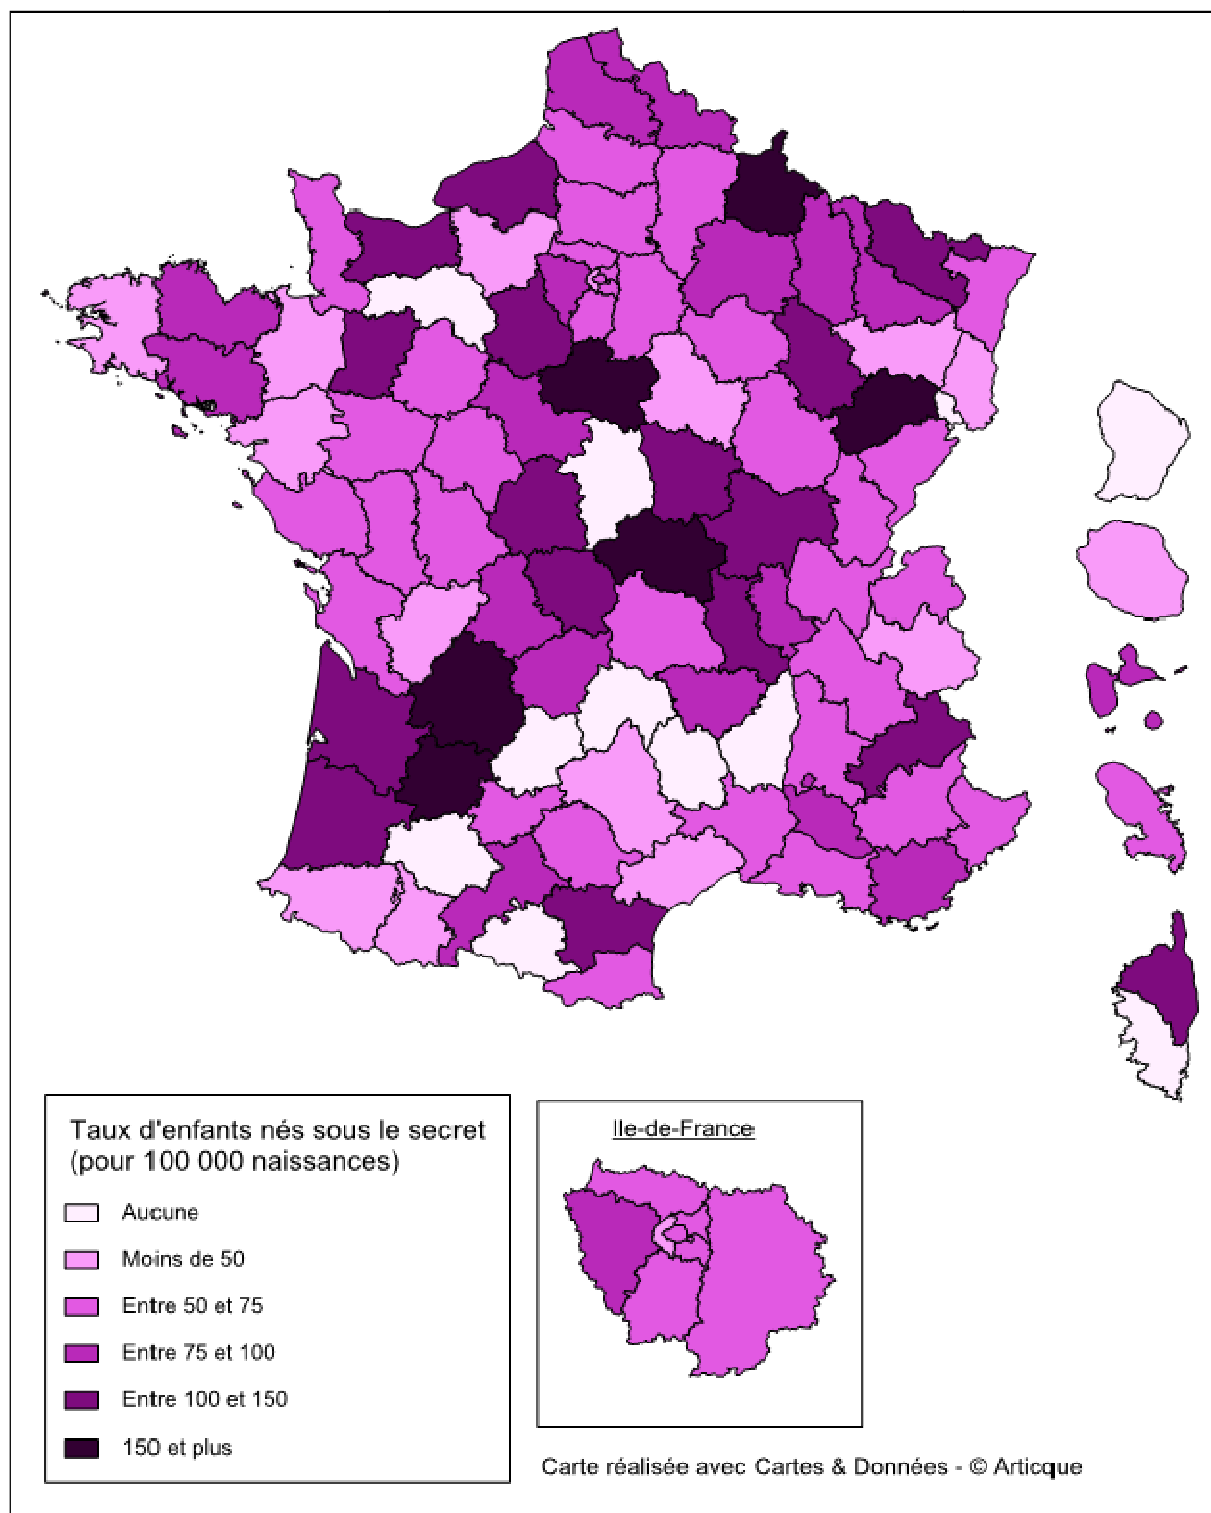 Taux d'enfants nés sous le secret
(pour 100 000 naissances)
Aucune
Moins de 50
Entre 50 et 75
Entre 75 et 100
Entre 100 et 150
150 et plus
Ile-de-France
Carte réalisée avec Cartes & Données - © Articque